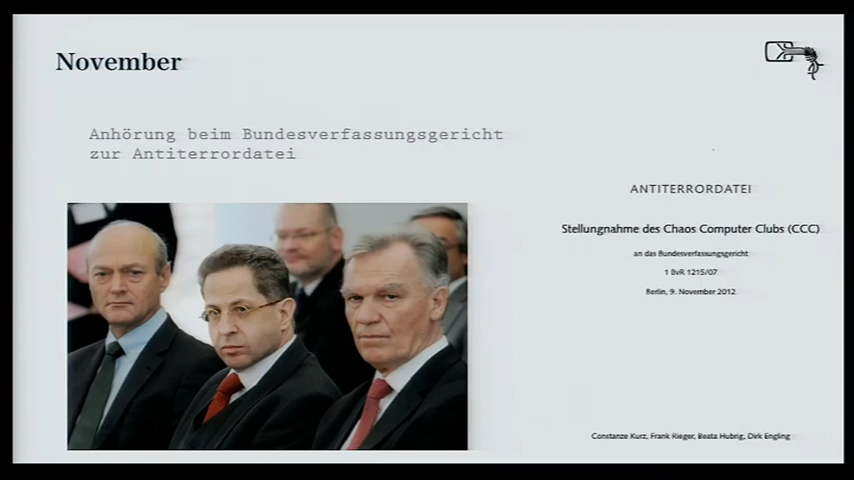 November
Anhörung beim Bundesverfassungsgericht
zur Antiterrordatei
ANTITERRORDATEI
Stellungnahme des Chaos Computer Clubs (CCC)
an das Bundesverfassungsgericht
1 BvR 1215/07
Berlin, 9. November 2012
Constanze Kurz, Frank Rieger, Beata Hubrig, Dirk Engling